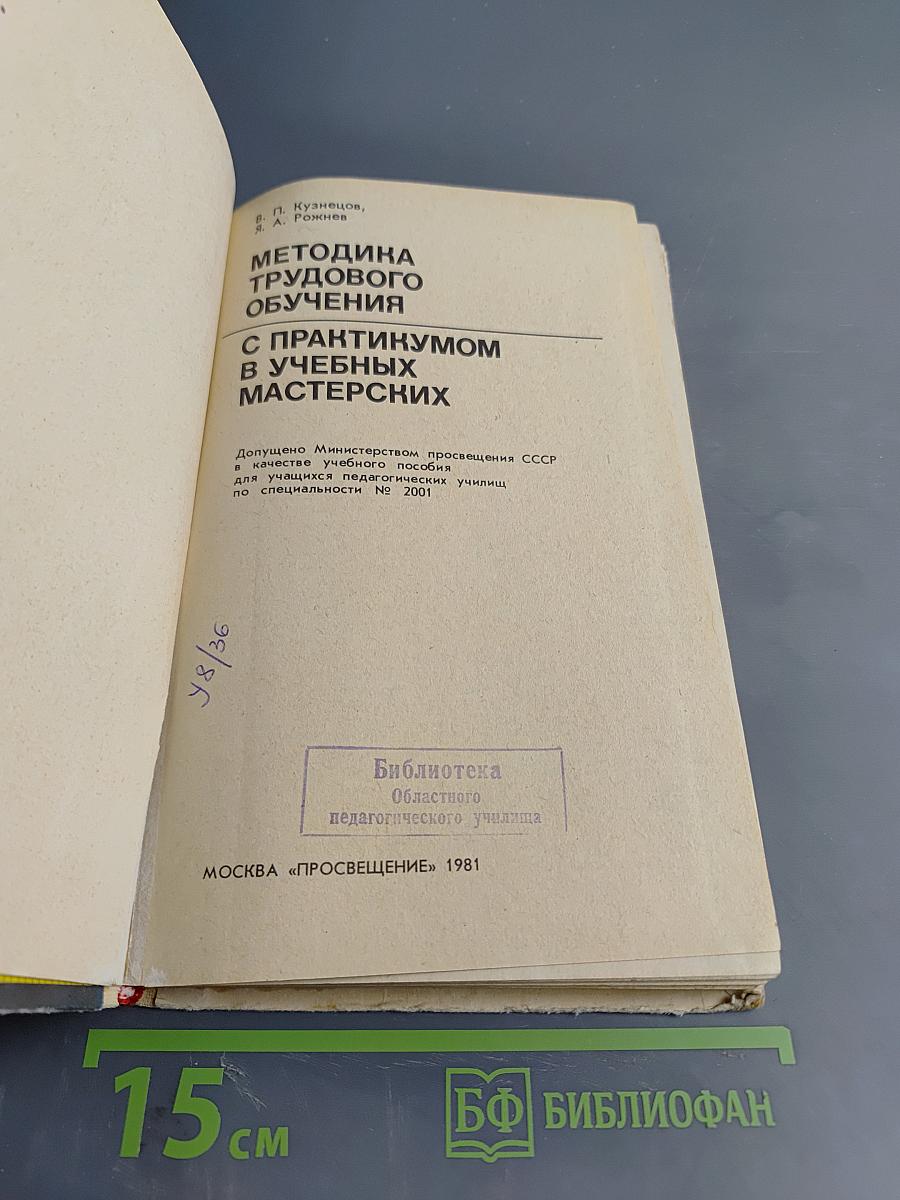 В. П. Кузнецов,
Я. А. Рожнев
МЕТОДИКА
ТРУДОВОГО
ОБУЧЕНИЯ
С ПРАКТИКУМОМ
В УЧЕБНЫХ
МАСТЕРСКИХ
Допущено Министерством просвещения СССР
в качестве учебного пособия
для учащихся педагогических училищ
по специальности № 2001
У8/36
Библиотека
Областного
педагогического училища
МОСКВА «ПРОСВЕЩЕНИЕ» 1981
15 см
БФ БИБЛИОФАН